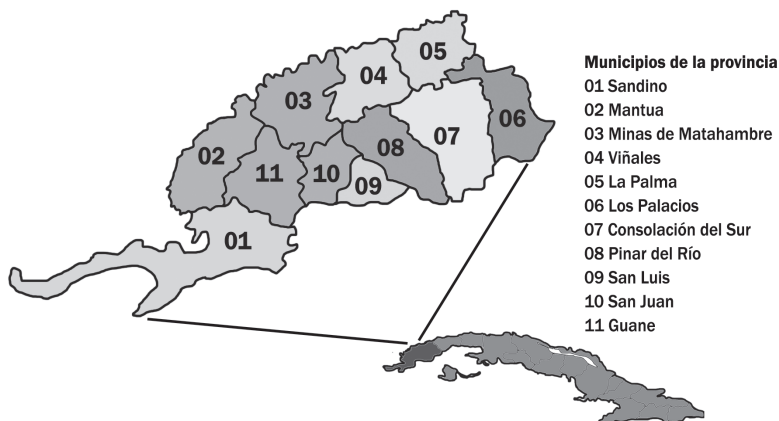 05
04
03
06
07
08
02
11
10
09
01
Municipios de la provincia
01 Sandino
02 Mantua
03 Minas de Matahambre
04 Viñales
05 La Palma
06 Los Palacios
07 Consolación del Sur
08 Pinar del Río
09 San Luis
10 San Juan
11 Guane